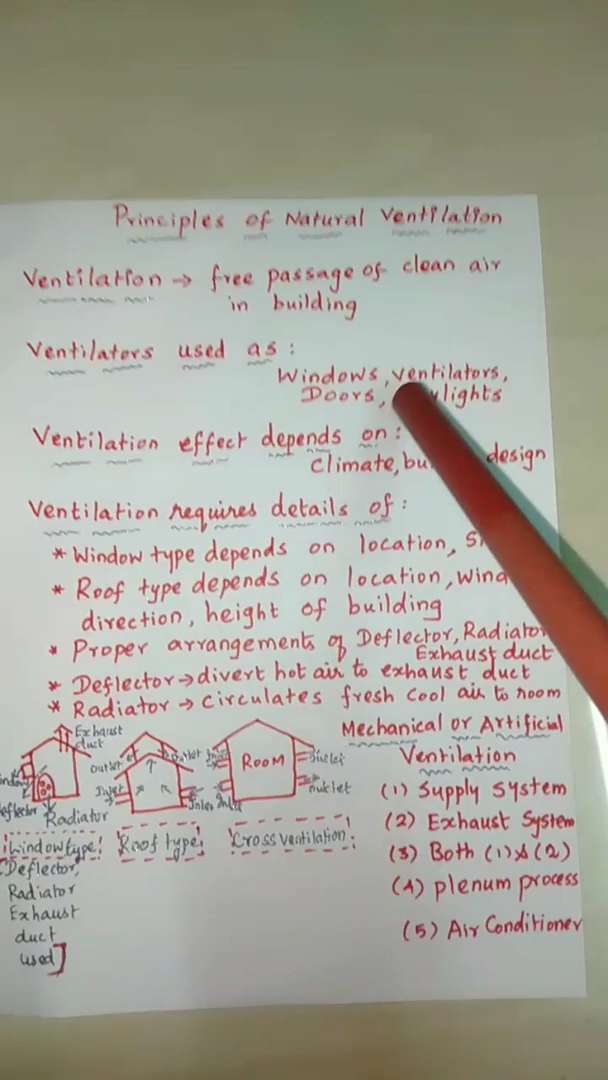 Principles of Natural Ventilation
Ventilation → free passage of clean air
in building
Ventilators used as :
Windows, ventilators,
Doors,
Ventilation effect depends on :
climate, design
Ventilation requires details of :
* Window type depends on location,
* Roof type depends on location, wind
direction, height of building
* Proper arrangements of Deflector, Radiator
Exhaust duct
* Deflector → divert hot air to exhaust duct
* Radiator → circulates fresh cool air to room
Exhaust
duct
Radiator
outlet
Inlet
outlet
ROOM
outlet
Window type
Roof type
Cross ventilation
Deflector,
Radiator
Exhaust
duct
used]
Mechanical or Artificial
Ventilation
(1) Supply System
(2) Exhaust System
(3) Both (1) & (2)
(4) plenum process
(5) Air Conditioner